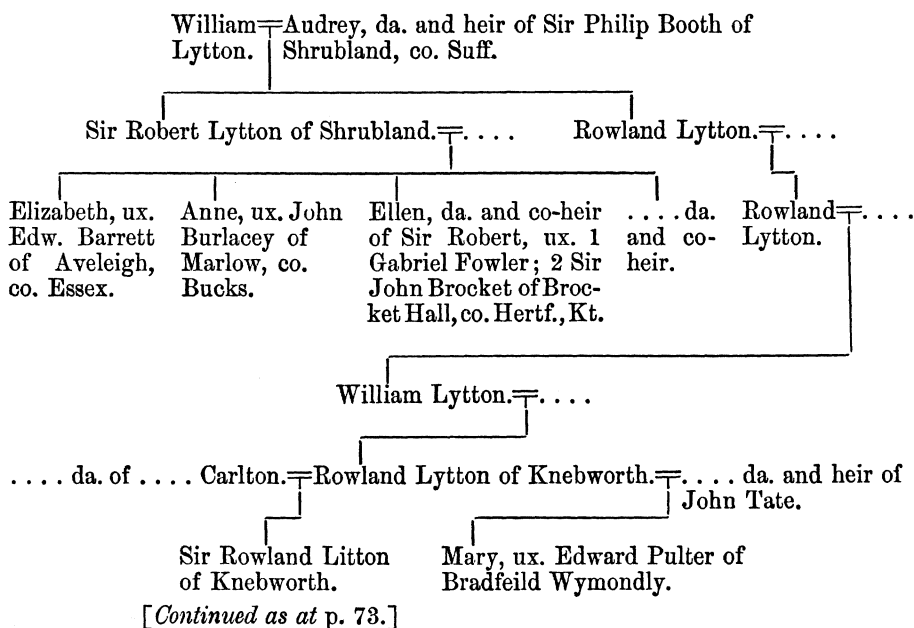 William Audrey, da. and heir of Sir Philip Booth of
Lytton. Shrubland, co. Suff.
Sir Robert Lytton of Shrubland. . . . .
Rowland Lytton. . . . .
Elizabeth, ux.
Edw. Barrett
of Aveleigh,
co. Essex.
Anne, ux. John
Burlacey of
Marlow, co.
Bucks.
Ellen, da. and co-heir
of Sir Robert, ux. 1
Gabriel Fowler; 2 Sir
John Brocket of Broc-
ket Hall, co. Hertf., Kt.
. . . . da.
and co-
heir.
Rowland . . . .
Lytton.
William Lytton. . . . .
. . . . da. of . . . . Carlton. Rowland Lytton of Knebworth. . . . . da. and heir of
John Tate.
Sir Rowland Litton
of Knebworth.
[Continued as at p. 73.]
Mary, ux. Edward Pulter of
Bradfeild Wymondly.